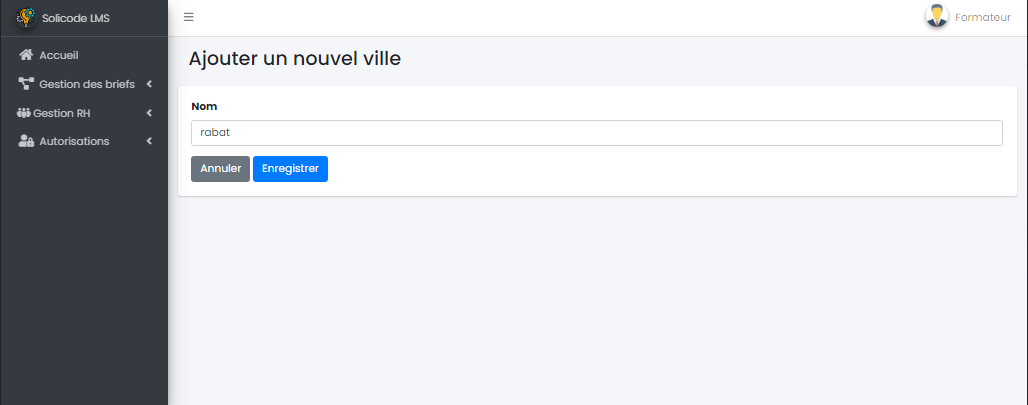 Solicode LMS
Formateur
Accueil
Gestion des briefs
Gestion RH
Autorisations
Ajouter un nouvel ville
Nom
rabat
Annuler Enregistrer